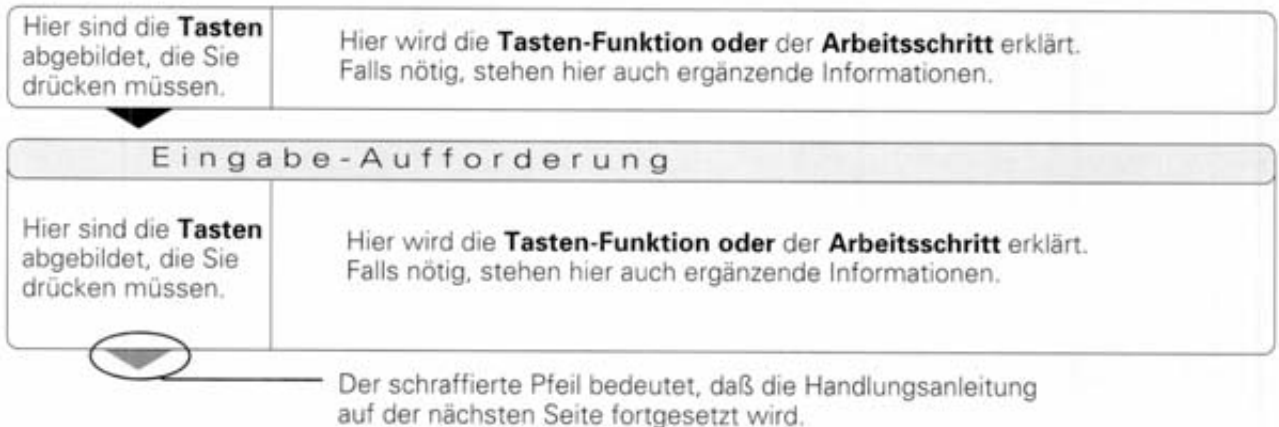 Hier sind die Tasten
abgebildet, die Sie
drücken müssen.
Hier wird die Tasten-Funktion oder der Arbeitsschritt erklärt.
Falls nötig, stehen hier auch ergänzende Informationen.
Eingabe-Aufforderung
Hier sind die Tasten
abgebildet, die Sie
drücken müssen.
Hier wird die Tasten-Funktion oder der Arbeitsschritt erklärt.
Falls nötig, stehen hier auch ergänzende Informationen.
Der schraffierte Pfeil bedeutet, daß die Handlungsanleitung
auf der nächsten Seite fortgesetzt wird.